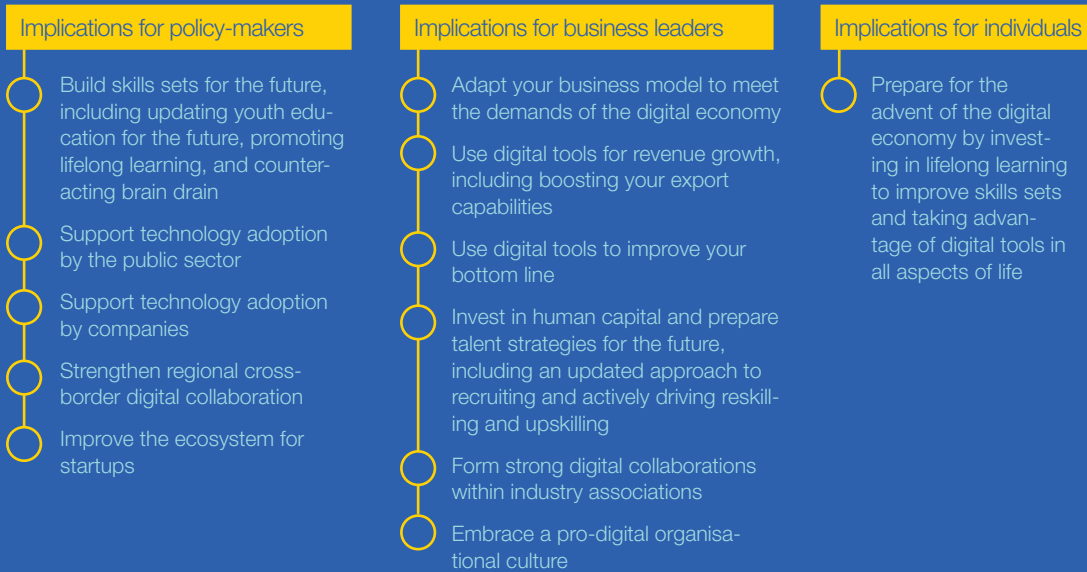 Implications for policy-makers
Build skills sets for the future,
including updating youth edu-
cation for the future, promoting
lifelong learning, and counter-
acting brain drain
Support technology adoption
by the public sector
Support technology adoption
by companies
Strengthen regional cross-
border digital collaboration
Improve the ecosystem for
startups
Implications for business leaders
Adapt your business model to meet
the demands of the digital economy
Use digital tools for revenue growth,
including boosting your export
capabilities
Use digital tools to improve your
bottom line
Invest in human capital and prepare
talent strategies for the future,
including an updated approach to
recruiting and actively driving reskill-
ing and upskilling
Form strong digital collaborations
within industry associations
Embrace a pro-digital organisa-
tional culture
Implications for individuals
Prepare for the
advent of the digital
economy by invest-
ing in lifelong learning
to improve skills sets
and taking advan-
tage of digital tools in
all aspects of life